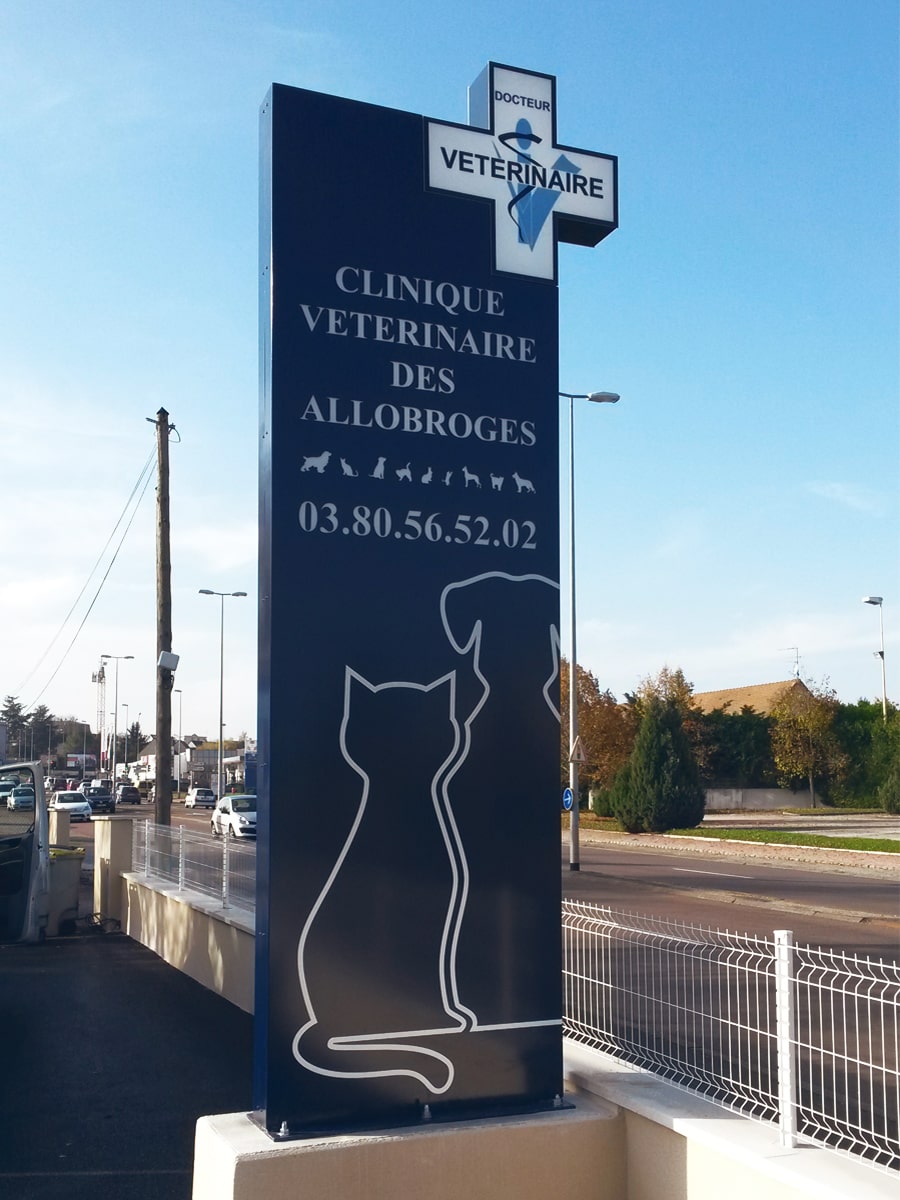 DOCTEUR
VETERINAIRE
CLINIQUE
VETERINAIRE
DES
ALLOBROGES
03.80.56.52.02